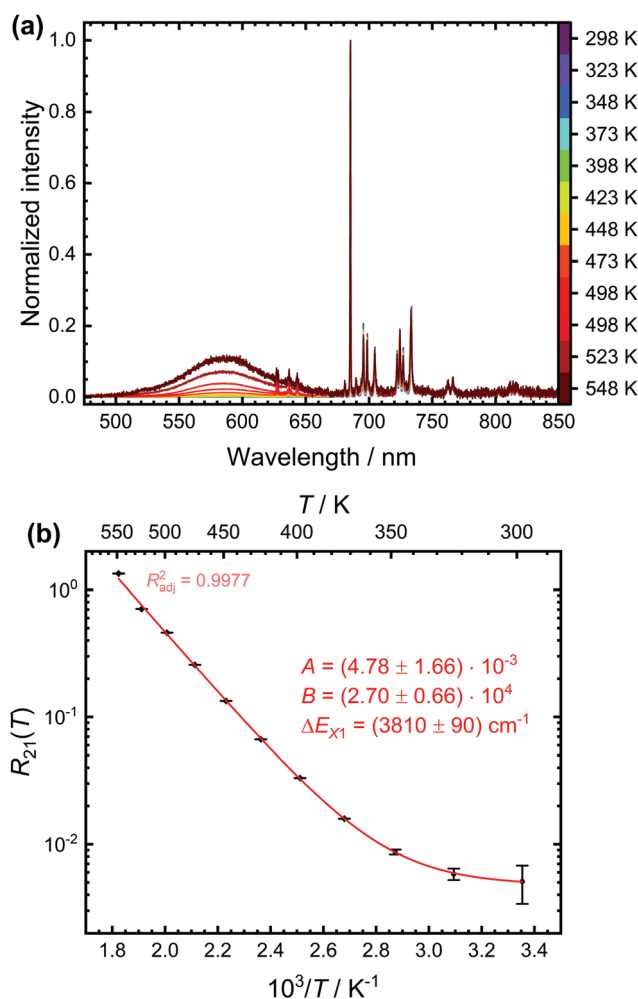 (a)
1.0
0.8
0.6
0.4
0.2
0.0
Normalized intensity
500 550 600 650 700 750 800 850
Wavelength / nm
298 K
323 K
348 K
373 K
398 K
423 K
448 K
473 K
498 K
498 K
523 K
548 K
(b)
T / K
550 500 450 400 350 300
R²adj = 0.9977
A = (4.78 ± 1.66) · 10⁻³
B = (2.70 ± 0.66) · 10⁴
ΔE_X1 = (3810 ± 90) cm⁻¹
10⁰
10⁻¹
10⁻²
R₂₁(T)
1.8 2.0 2.2 2.4 2.6 2.8 3.0 3.2 3.4
10³/T / K⁻¹